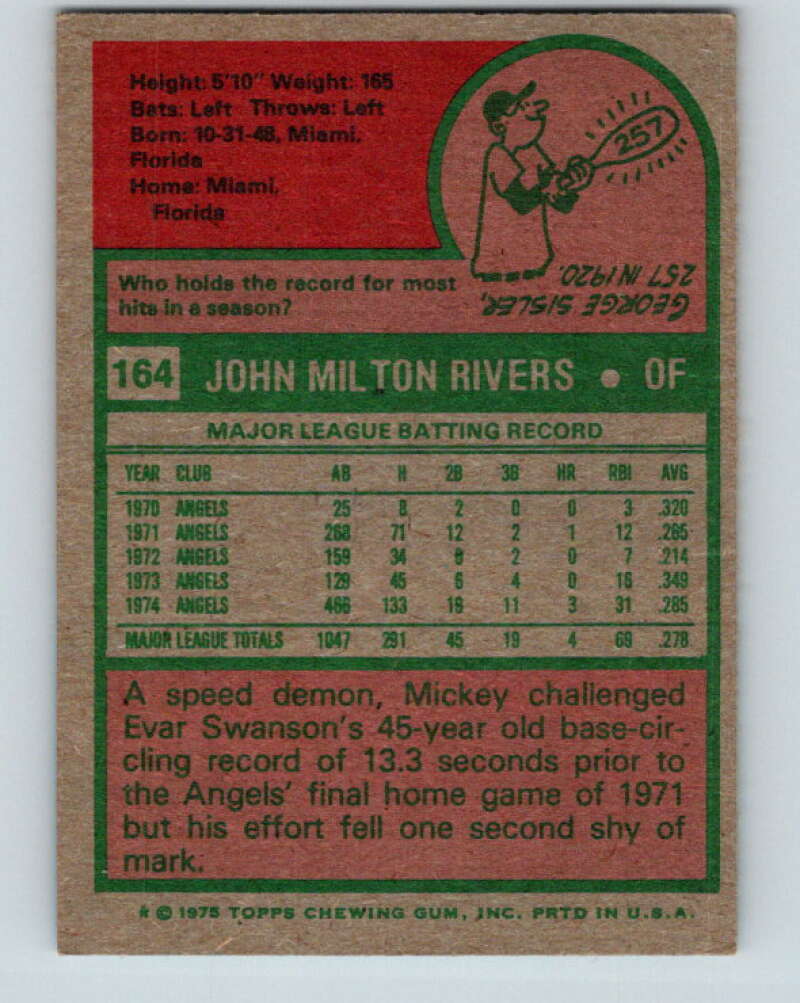 Height: 5'10" Weight: 165
Bats: Left Throws: Left
Born: 10-31-48, Miami,
Florida
Home: Miami,
Florida
257
Who holds the record for most
hits in a season?
GEORGE SISLER,
257 IN 1920.
164 JOHN MILTON RIVERS • OF
MAJOR LEAGUE BATTING RECORD
YEAR CLUB AB H 2B 3B HR RBI AVG
1970 ANGELS 25 8 2 0 0 3 .320
1971 ANGELS 268 71 12 2 1 12 .265
1972 ANGELS 159 34 6 2 0 7 .214
1973 ANGELS 129 45 6 4 0 16 .349
1974 ANGELS 466 133 19 11 3 31 .285
MAJOR LEAGUE TOTALS 1047 291 45 19 4 69 .278
A speed demon, Mickey challenged
Evar Swanson's 45-year old base-cir-
cling record of 13.3 seconds prior to
the Angels' final home game of 1971
but his effort fell one second shy of
mark.
* © 1975 TOPPS CHEWING GUM, INC. PRTD IN U.S.A.